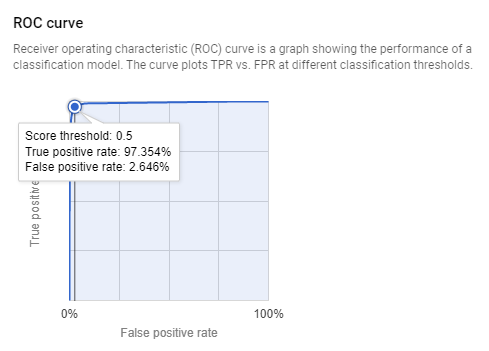 ROC curve
Receiver operating characteristic (ROC) curve is a graph showing the performance of a
classification model. The curve plots TPR vs. FPR at different classification thresholds.
Score threshold: 0.5
True positive rate: 97.354%
False positive rate: 2.646%
True positive
0%
100%
False positive rate